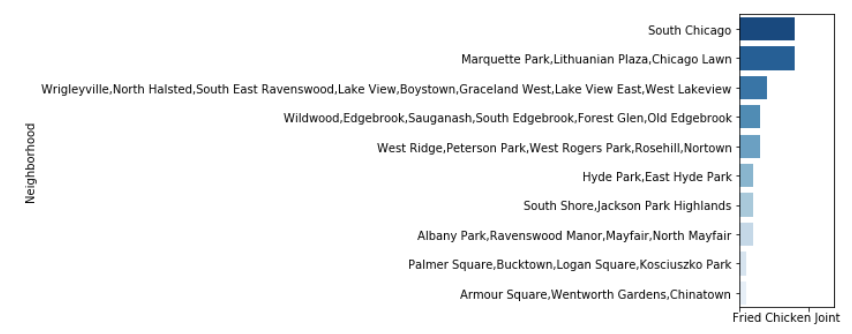 South Chicago
Marquette Park,Lithuanian Plaza,Chicago Lawn
Wrigleyville,North Halsted,South East Ravenswood,Lake View,Boystown,Graceland West,Lake View East,West Lakeview
Wildwood,Edgebrook,Sauganash,South Edgebrook,Forest Glen,Old Edgebrook
West Ridge,Peterson Park,West Rogers Park,Rosehill,Nortown
Hyde Park,East Hyde Park
South Shore,Jackson Park Highlands
Albany Park,Ravenswood Manor,Mayfair,North Mayfair
Palmer Square,Bucktown,Logan Square,Kosciuszko Park
Armour Square,Wentworth Gardens,Chinatown
Neighborhood
Fried Chicken Joint